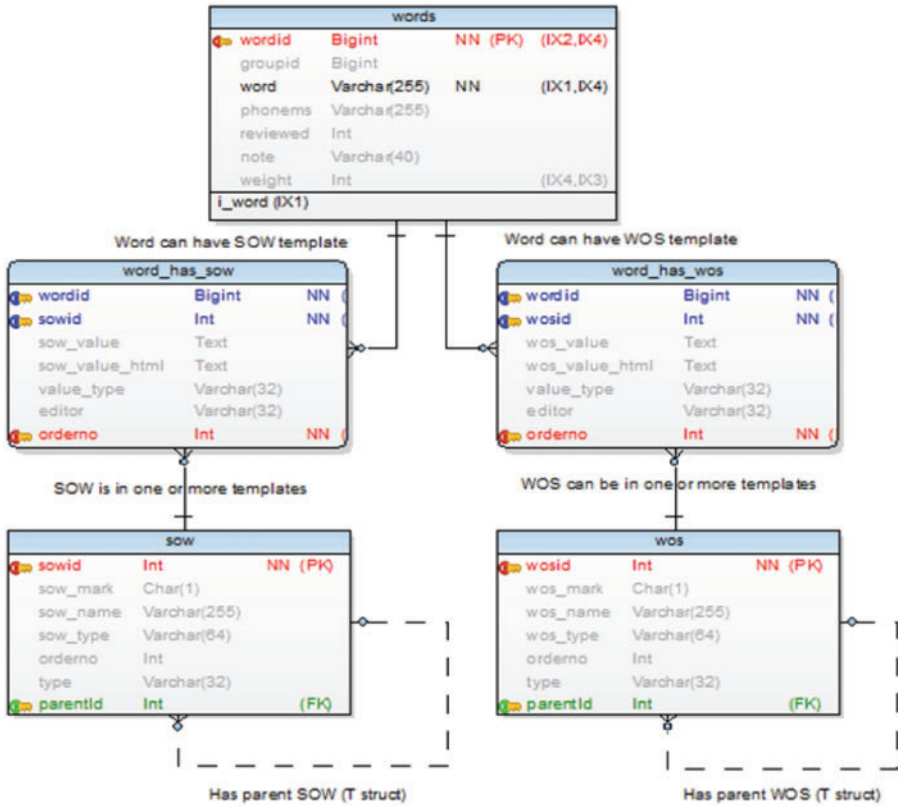 words
wordid Bigint NN (PK) (IX2,IX4)
groupid Bigint
word Varchar(255) NN (IX1,IX4)
phonems Varchar(255)
reviewed Int
note Varchar(40)
weight Int (IX4,IX3)
i_word (IX1)
Word can have SOW template
Word can have WOS template
word_has_sow
wordid Bigint NN (
sowid Int NN (
sow_value Text
sow_value_html Text
value_type Varchar(32)
editor Varchar(32)
orderno Int NN (
word_has_wos
wordid Bigint NN (
wosid Int NN (
wos_value Text
wos_value_html Text
value_type Varchar(32)
editor Varchar(32)
orderno Int NN (
SOW is in one or more templates
WOS can be in one or more templates
sow
sowid Int NN (PK)
sow_mark Char(1)
sow_name Varchar(255)
sow_type Varchar(64)
orderno Int
type Varchar(32)
parentId Int (FK)
wos
wosid Int NN (PK)
wos_mark Char(1)
wos_name Varchar(255)
wos_type Varchar(64)
orderno Int
type Varchar(32)
parentId Int (FK)
Has parent SOW (T struct)
Has parent WOS (T struct)